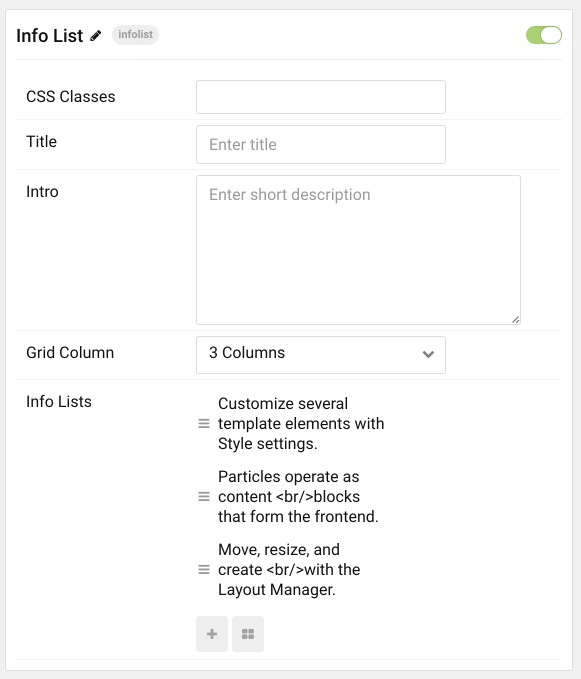 Info List infolist
CSS Classes
Title Enter title
Intro Enter short description
Grid Column 3 Columns
Info Lists
Customize several
template elements with
Style settings.
Particles operate as
content <br/>blocks
that form the frontend.
Move, resize, and
create <br/>with the
Layout Manager.